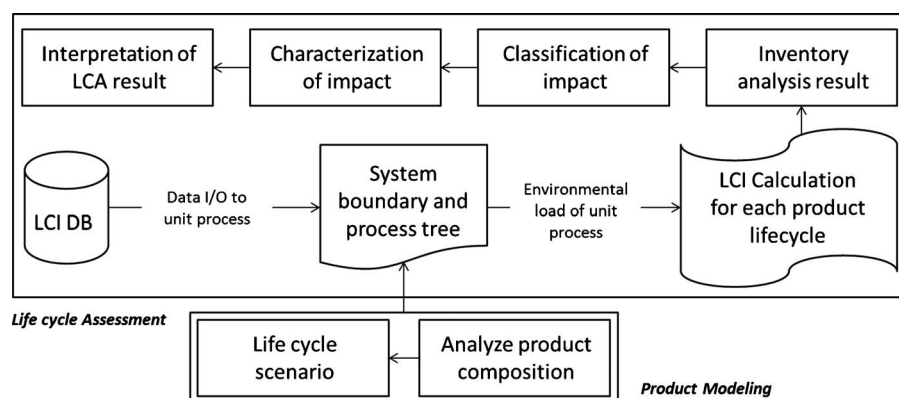 Interpretation of
LCA result
Characterization
of impact
Classification of
impact
Inventory
analysis result
LCI DB
Data I/O to
unit process
System
boundary and
process tree
Environmental
load of unit
process
LCI Calculation
for each product
lifecycle
Life cycle Assessment
Life cycle
scenario
Analyze product
composition
Product Modeling